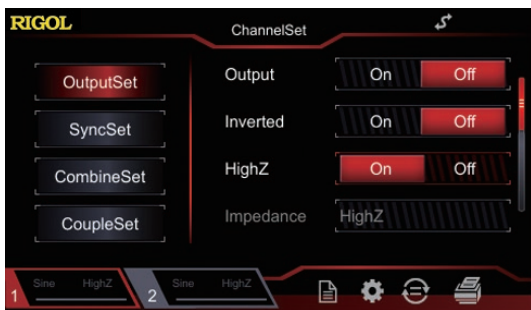 RIGOL
ChannelSet
OutputSet
Output On Off
SyncSet
Inverted On Off
CombineSet
HighZ On Off
CoupleSet
Impedance HighZ
1 Sine HighZ
2 Sine HighZ